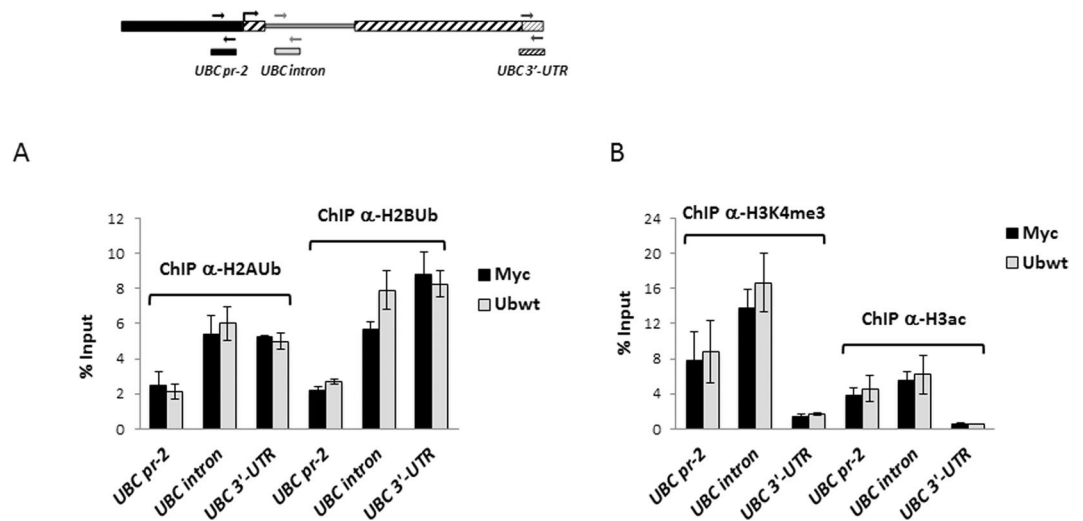 UBC pr-2 UBC intron UBC 3'-UTR
A
ChIP α-H2AUb
ChIP α-H2BUb
% Input
12
10
8
6
4
2
0
UBC pr-2
UBC intron
UBC 3'-UTR
UBC pr-2
UBC intron
UBC 3'-UTR
Myc
Ubwt
B
ChIP α-H3K4me3
ChIP α-H3ac
% Input
24
20
16
12
8
4
0
UBC pr-2
UBC intron
UBC 3'-UTR
UBC pr-2
UBC intron
UBC 3'-UTR
Myc
Ubwt